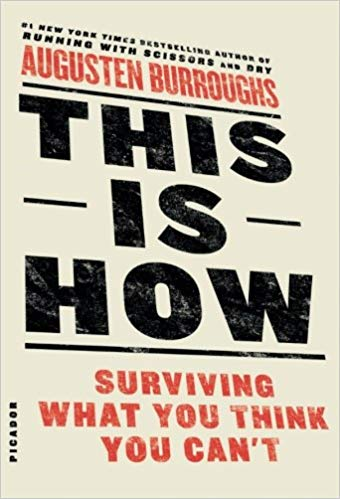 #1 NEW YORK TIMES BESTSELLING AUTHOR OF
RUNNING WITH SCISSORS AND DRY
AUGUSTEN BURROUGHS
THIS
IS
HOW
SURVIVING
WHAT YOU THINK
YOU CAN'T
PICADOR